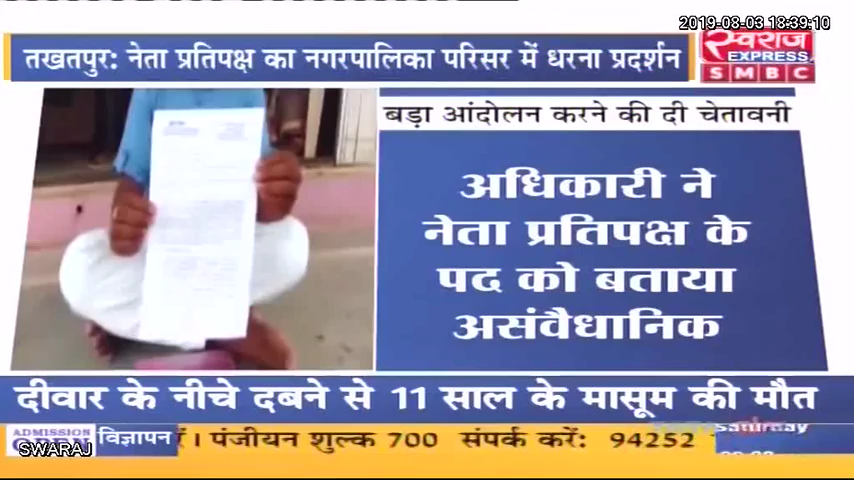 2019-08-03 18:39:10
तखतपुर: नेता प्रतिपक्ष का नगरपालिका परिसर में धरना प्रदर्शन
स्वराज
EXPRESS
SMBC
बड़ा आंदोलन करने की दी चेतावनी
अधिकारी ने
नेता प्रतिपक्ष के
पद को बताया
असंवैधानिक
दीवार के नीचे दबने से 11 साल के मासूम की मौत
saturday
ADMISSION
OPEN
विज्ञापन
। पंजीयन शुल्क 700 संपर्क करें: 94252
SWARAJ